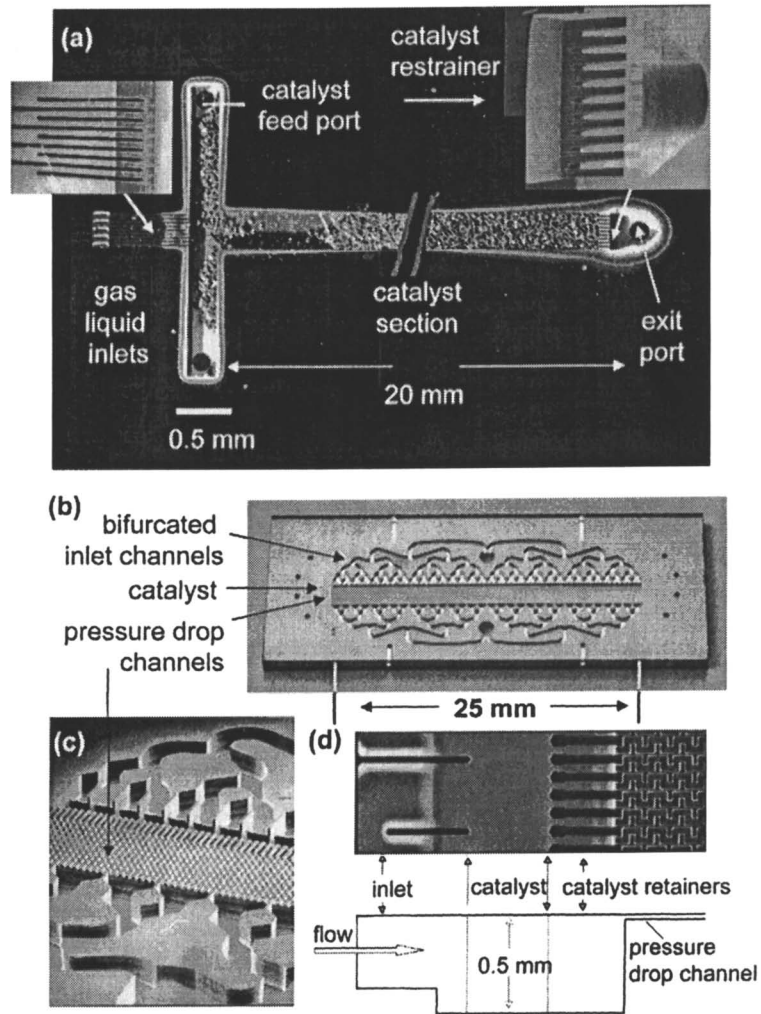 (a)
catalyst
feed port
catalyst
restrainer
gas
liquid
inlets
catalyst
section
exit
port
20 mm
0.5 mm
(b)
bifurcated
inlet channels
catalyst
pressure drop
channels
25 mm
(c)
(d)
inlet
catalyst
catalyst retainers
flow
0.5 mm
pressure
drop channel